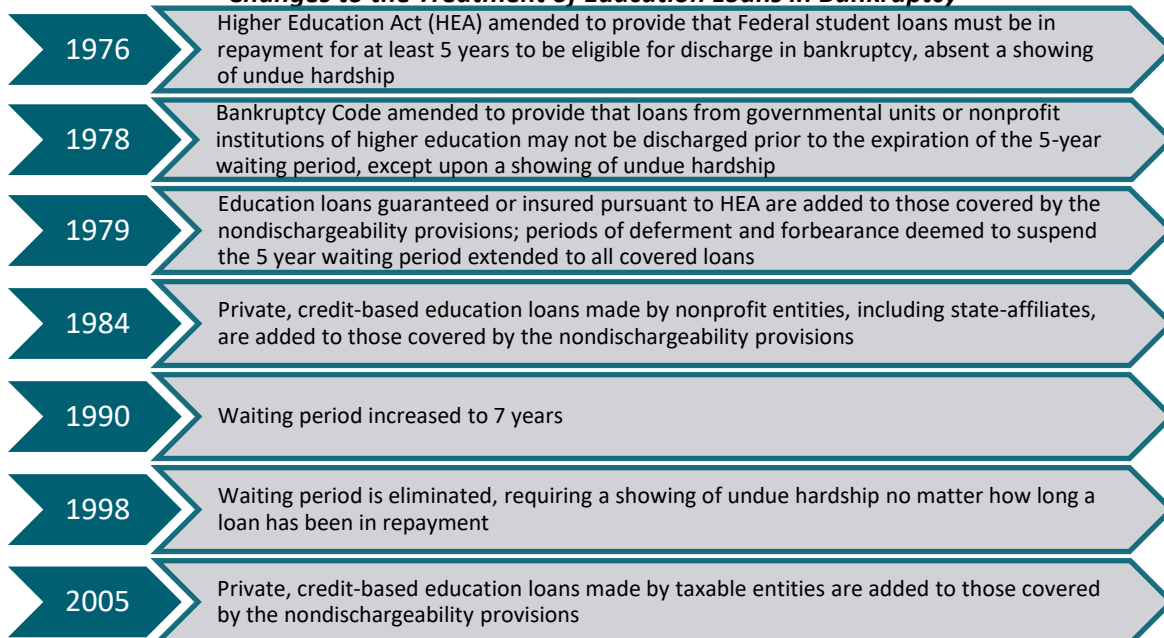 Changes to the Treatment of Education Loans in Bankruptcy
1976
Higher Education Act (HEA) amended to provide that Federal student loans must be in
repayment for at least 5 years to be eligible for discharge in bankruptcy, absent a showing
of undue hardship
1978
Bankruptcy Code amended to provide that loans from governmental units or nonprofit
institutions of higher education may not be discharged prior to the expiration of the 5-year
waiting period, except upon a showing of undue hardship
1979
Education loans guaranteed or insured pursuant to HEA are added to those covered by the
nondischargeability provisions; periods of deferment and forbearance deemed to suspend
the 5 year waiting period extended to all covered loans
1984
Private, credit-based education loans made by nonprofit entities, including state-affiliates,
are added to those covered by the nondischargeability provisions
1990
Waiting period increased to 7 years
1998
Waiting period is eliminated, requiring a showing of undue hardship no matter how long a
loan has been in repayment
2005
Private, credit-based education loans made by taxable entities are added to those covered
by the nondischargeability provisions